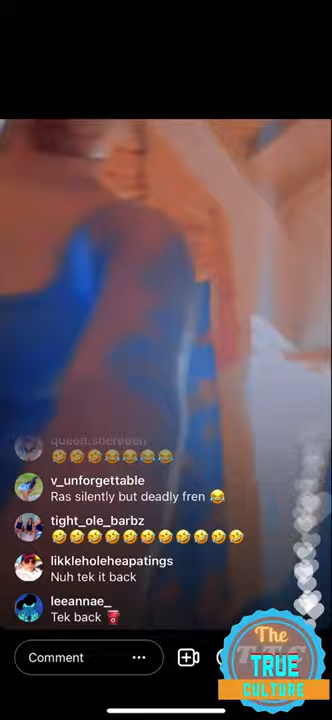 queen.shereeen
🤣🤣🤣😂😂😂😂
v_unforgettable
Ras silently but deadly fren 😂
tight_ole_barbz
🤣🤣🤣🤣🤣🤣🤣🤣🤣🤣🤣
likkleholeheapatings
Nuh tek it back
leeannae_
Tek back 
Comment
The
TRUE
CULTURE